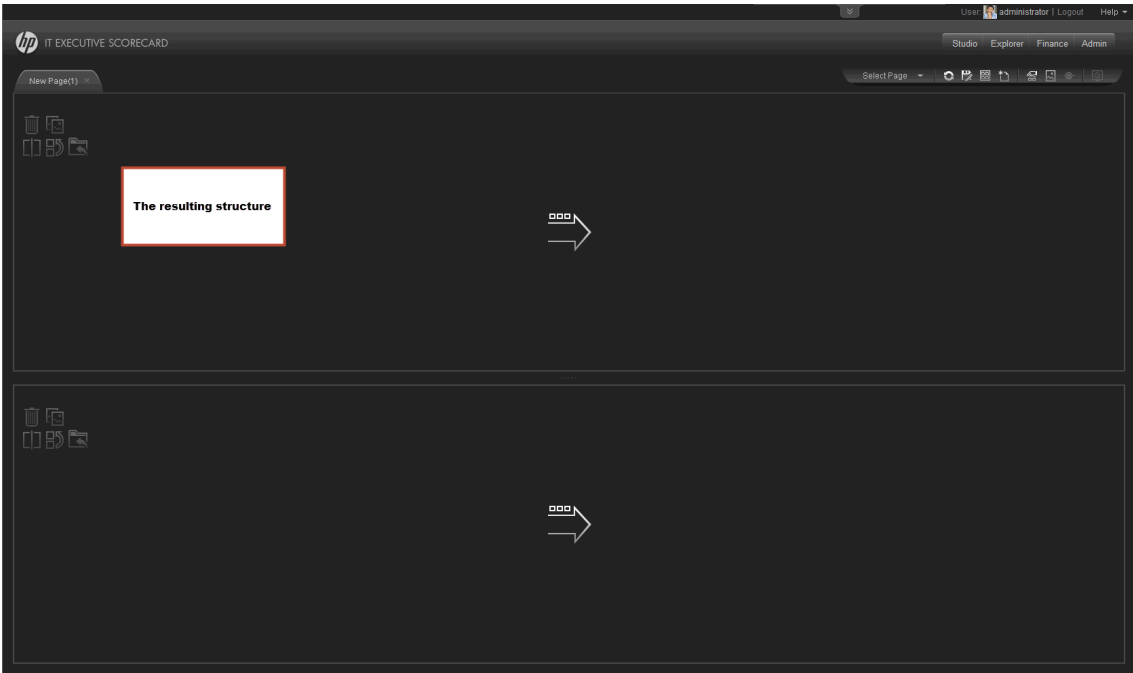 User: administrator | Logout Help
hp IT EXECUTIVE SCORECARD
Studio Explorer Finance Admin
New Page(1)
Select Page
The resulting structure